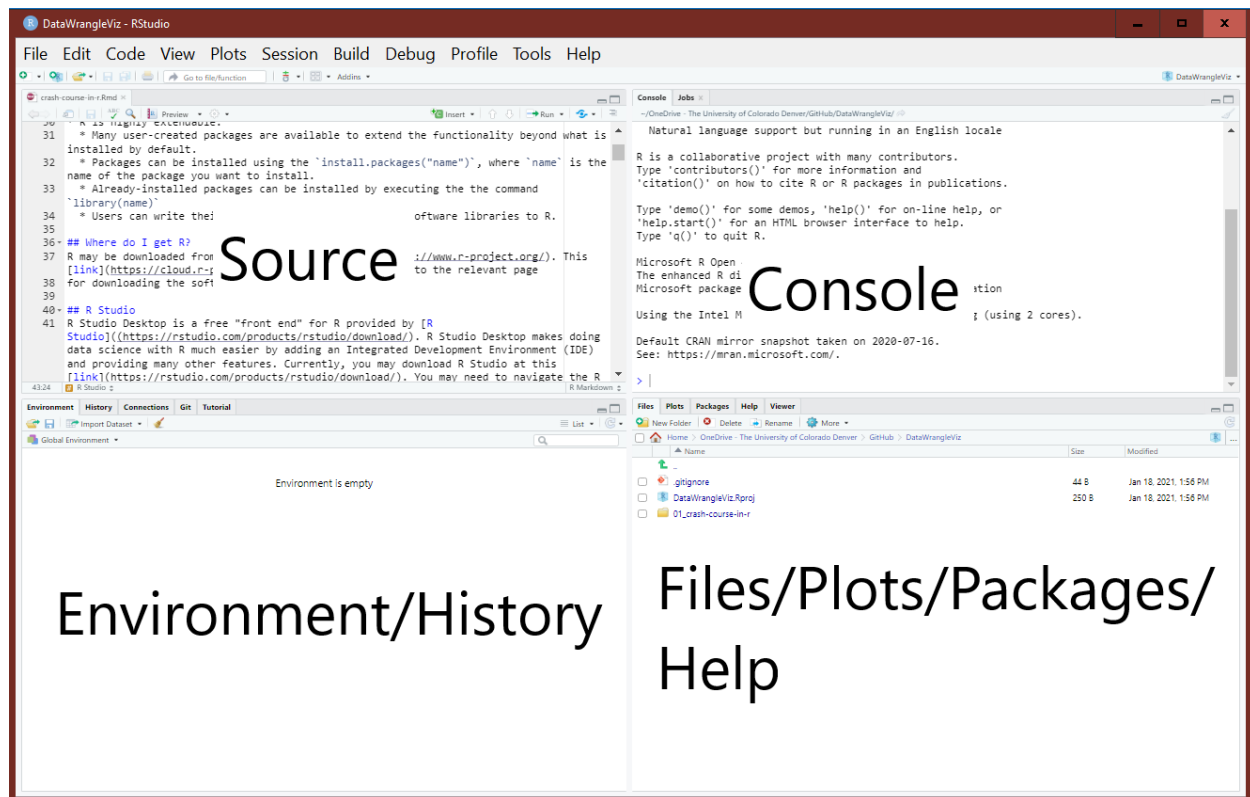 DataWrangleViz - RStudio
File Edit Code View Plots Session Build Debug Profile Tools Help
Go to file/function Addins DataWrangleViz
crash-course-in-r.Rmd
Preview Insert Run
30 * R is highly extendable.
31 * Many user-created packages are available to extend the functionality beyond what is
installed by default.
32 * Packages can be installed using the `install.packages("name")`, where `name` is the
name of the package you want to install.
33 * Already-installed packages can be installed by executing the the command
`library(name)`
34 * Users can write thei oftware libraries to R.
35
36 ## Where do I get R?
37 R may be downloaded from ://www.r-project.org/). This
[link](https://cloud.r-p to the relevant page
38 for downloading the soft
39
40 ## R Studio
41 R Studio Desktop is a free "front end" for R provided by [R
Studio]((https://rstudio.com/products/rstudio/download/). R Studio Desktop makes doing
data science with R much easier by adding an Integrated Development Environment (IDE)
and providing many other features. Currently, you may download R Studio at this
[link](https://rstudio.com/products/rstudio/download/). You may need to navigate the R
43:24 R Studio R Markdown
Source
Console Jobs
~/OneDrive - The University of Colorado Denver/GitHub/DataWrangleViz/
Natural language support but running in an English locale
R is a collaborative project with many contributors.
Type 'contributors()' for more information and
'citation()' on how to cite R or R packages in publications.
Type 'demo()' for some demos, 'help()' for on-line help, or
'help.start()' for an HTML browser interface to help.
Type 'q()' to quit R.
Microsoft R Open
The enhanced R di
Microsoft package ation
Using the Intel M (using 2 cores).
Default CRAN mirror snapshot taken on 2020-07-16.
See: https://mran.microsoft.com/.
>
Console
Environment History Connections Git Tutorial
Import Dataset List
Global Environment
Environment is empty
Environment/History
Files Plots Packages Help Viewer
New Folder Delete Rename More
Home > OneDrive - The University of Colorado Denver > GitHub > DataWrangleViz ...
Name Size Modified
..
.gitignore 44 B Jan 18, 2021, 1:56 PM
DataWrangleViz.Rproj 250 B Jan 18, 2021, 1:56 PM
01_crash-course-in-r
Files/Plots/Packages/
Help